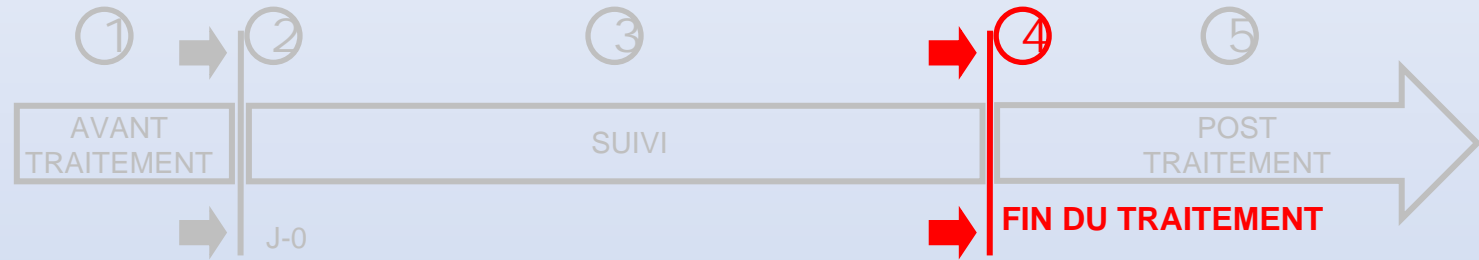 1
2
3
4
5
AVANT
TRAITEMENT
SUIVI
POST
TRAITEMENT
J-0
FIN DU TRAITEMENT